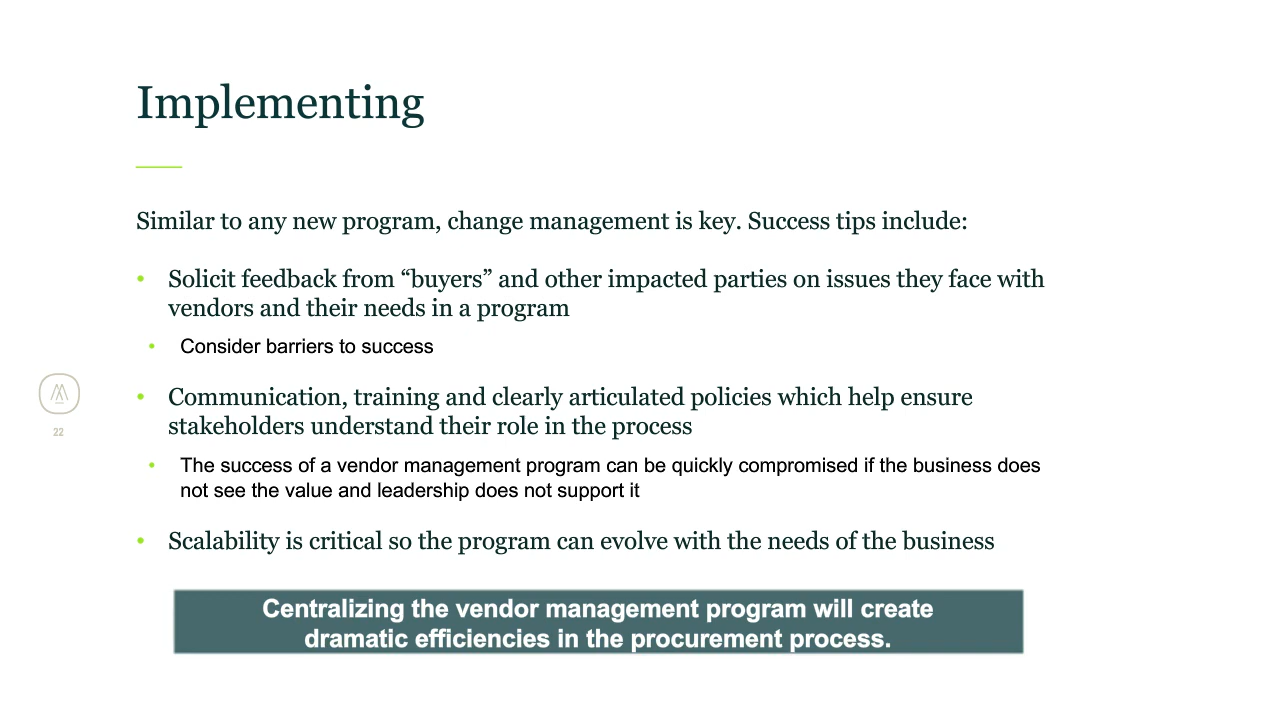 Implementing
Similar to any new program, change management is key. Success tips include:
• Solicit feedback from “buyers” and other impacted parties on issues they face with
vendors and their needs in a program
• Consider barriers to success
• Communication, training and clearly articulated policies which help ensure
stakeholders understand their role in the process
• The success of a vendor management program can be quickly compromised if the business does
not see the value and leadership does not support it
• Scalability is critical so the program can evolve with the needs of the business
Centralizing the vendor management program will create
dramatic efficiencies in the procurement process.
22